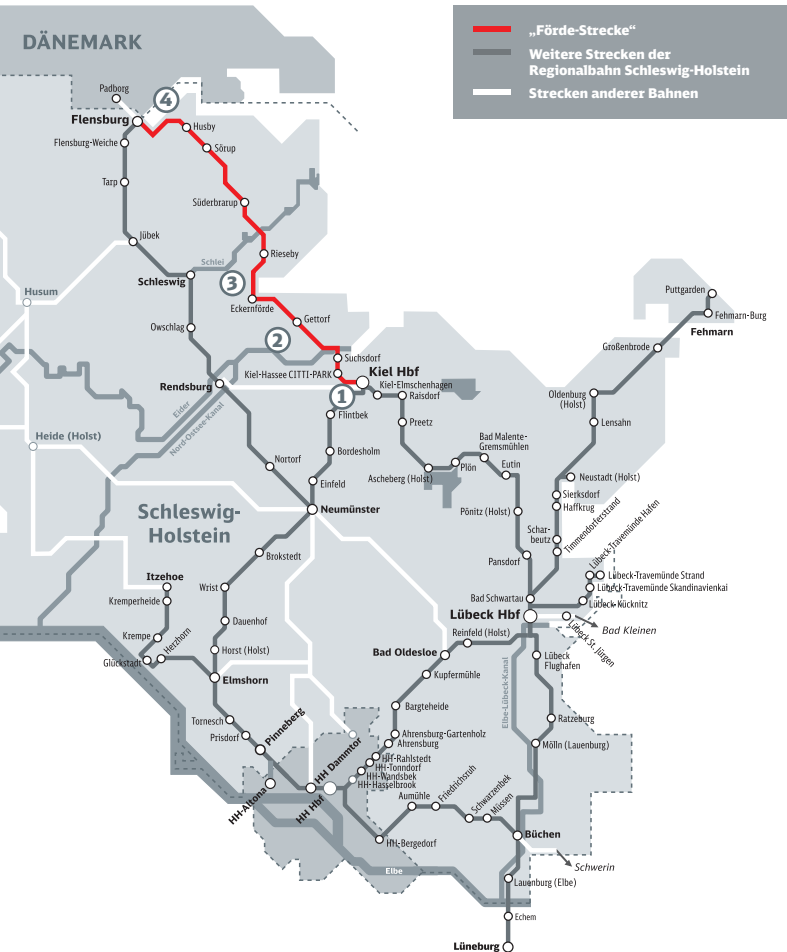 DÄNEMARK
„Förde-Strecke“
Weitere Strecken der
Regionalbahn Schleswig-Holstein
Strecken anderer Bahnen
Padborg
4
Flensburg
Husby
Flensburg-Weiche
Sörup
Tarp
Süderbrarup
Jübek
Rieseby
Schlei
Schleswig
3
Husum
Eckernförde
Puttgarden
Fehmarn-Burg
Fehmarn
Gettorf
Owschlag
2
Großenbrode
Suchsdorf
Kiel-Hassee CITTI-PARK
Kiel Hbf
Kiel-Elmschenhagen
Rendsburg
1
Raisdorf
Oldenburg
(Holst)
Eider
Nord-Ostsee-Kanal
Flintbek
Preetz
Lensahn
Heide (Holst)
Bad Malente-
Gremsmühlen
Bordesholm
Nortorf
Plön
Eutin
Ascheberg (Holst)
Neustadt (Holst)
Einfeld
Sierksdorf
Haffkrug
Schleswig-
Holstein
Neumünster
Pönitz (Holst)
Timmendorferstrand
Schar-
beutz
Lübeck-Travemünde Hafen
Brokstedt
Pansdorf
Itzehoe
Lübeck-Travemünde Strand
Wrist
Lübeck-Travemünde Skandinavienkai
Kremperheide
Bad Schwartau
Lübeck-Kücknitz
Lübeck Hbf
Dauenhof
Bad Kleinen
Krempe
Herzhorn
Reinfeld (Holst)
Lübeck St. Jürgen
Horst (Holst)
Bad Oldesloe
Glückstadt
Lübeck
Flughafen
Elmshorn
Kupfermühle
Elbe-Lübeck-Kanal
Bargteheide
Tornesch
Ratzeburg
Prisdorf
Pinneberg
Ahrensburg-Gartenholz
Ahrensburg
Mölln (Lauenburg)
HH Dammtor
HH-Rahlstedt
HH-Tonndorf
HH-Wandsbek
HH-Hasselbrook
HH-Altona
HH Hbf
Aumühle
Friedrichsruh
Schwarzenbek
Müssen
Büchen
HH-Bergedorf
Schwerin
Elbe
Lauenburg (Elbe)
Echem
Lüneburg